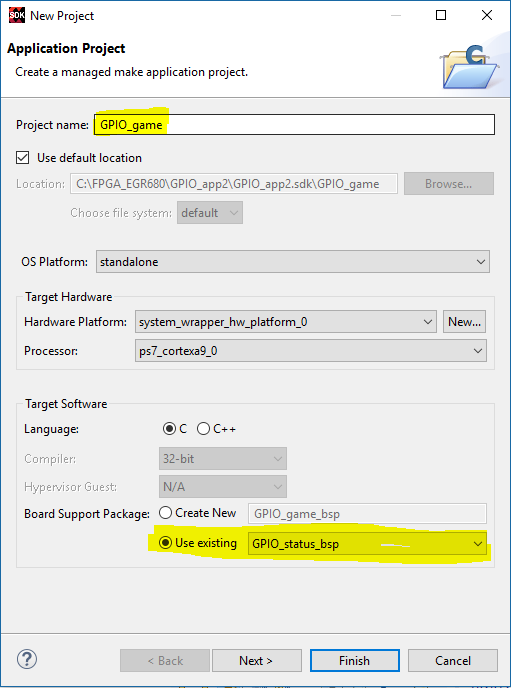 SDK New Project
Application Project
Create a managed make application project.
Project name: GPIO_game
Use default location
Location: C:\FPGA_EGR680\GPIO_app2\GPIO_app2.sdk\GPIO_game Browse...
Choose file system: default
OS Platform: standalone
Target Hardware
Hardware Platform: system_wrapper_hw_platform_0 New...
Processor: ps7_cortexa9_0
Target Software
Language: C C++
Compiler: 32-bit
Hypervisor Guest: N/A
Board Support Package: Create New GPIO_game_bsp
Use existing GPIO_status_bsp
? < Back Next > Finish Cancel